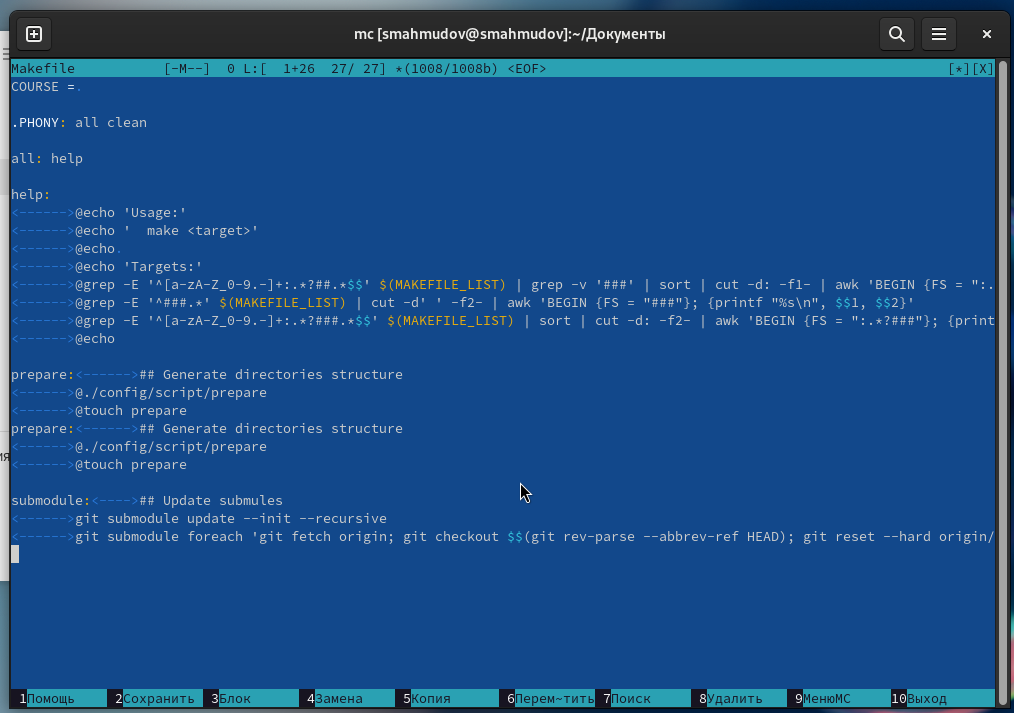 mc [smahmudov@smahmudov]:~/Документы
Makefile [-M--] 0 L:[ 1+26 27/ 27] *(1008/1008b) <EOF> [*][X]
COURSE =.
.PHONY: all clean
all: help
help:
<------>@echo 'Usage:'
<------>@echo '  make <target>'
<------>@echo.
<------>@echo 'Targets:'
<------>@grep -E '^[a-zA-Z_0-9.-]+:.*?##.*$$' $(MAKEFILE_LIST) | grep -v '###' | sort | cut -d: -f1- | awk 'BEGIN {FS = ":.
<------>@grep -E '^###.*' $(MAKEFILE_LIST) | cut -d' ' -f2- | awk 'BEGIN {FS = "###"}; {printf "%s\n", $$1, $$2}'
<------>@grep -E '^[a-zA-Z_0-9.-]+:.*?###.*$$' $(MAKEFILE_LIST) | sort | cut -d: -f2- | awk 'BEGIN {FS = ":.*?###"}; {print
<------>@echo
prepare:<------>## Generate directories structure
<------>@./config/script/prepare
<------>@touch prepare
prepare:<------>## Generate directories structure
<------>@./config/script/prepare
<------>@touch prepare
submodule:<---->## Update submules
<------>git submodule update --init --recursive
<------>git submodule foreach 'git fetch origin; git checkout $$(git rev-parse --abbrev-ref HEAD); git reset --hard origin/
1Помощь 2Сохранить 3Блок 4Замена 5Копия 6Перем~тить 7Поиск 8Удалить 9МенюMC 10Выход